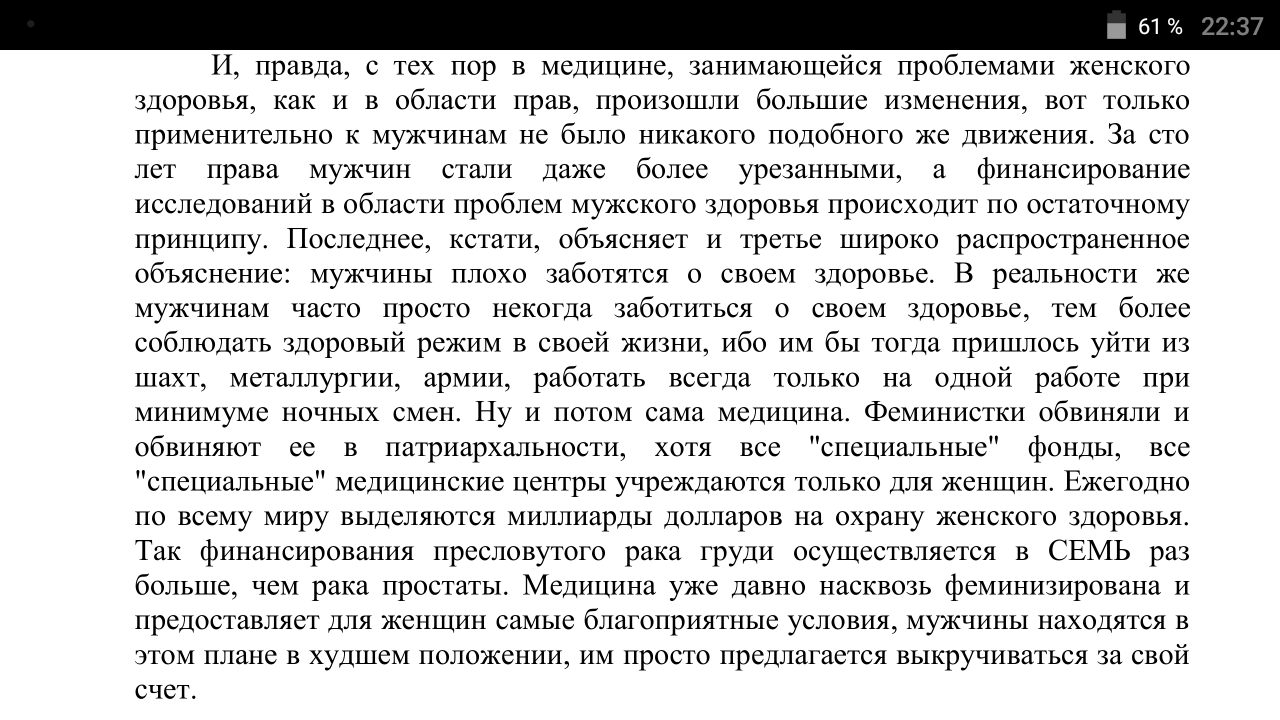 61 % 22:37
И, правда, с тех пор в медицине, занимающейся проблемами женского
здоровья, как и в области прав, произошли большие изменения, вот только
применительно к мужчинам не было никакого подобного же движения. За сто
лет права мужчин стали даже более урезанными, а финансирование
исследований в области проблем мужского здоровья происходит по остаточному
принципу. Последнее, кстати, объясняет и третье широко распространенное
объяснение: мужчины плохо заботятся о своем здоровье. В реальности же
мужчинам часто просто некогда заботиться о своем здоровье, тем более
соблюдать здоровый режим в своей жизни, ибо им бы тогда пришлось уйти из
шахт, металлургии, армии, работать всегда только на одной работе при
минимуме ночных смен. Ну и потом сама медицина. Феминистки обвиняли и
обвиняют ее в патриархальности, хотя все "специальные" фонды, все
"специальные" медицинские центры учреждаются только для женщин. Ежегодно
по всему миру выделяются миллиарды долларов на охрану женского здоровья.
Так финансирования пресловутого рака груди осуществляется в СЕМЬ раз
больше, чем рака простаты. Медицина уже давно насквозь феминизирована и
предоставляет для женщин самые благоприятные условия, мужчины находятся в
этом плане в худшем положении, им просто предлагается выкручиваться за свой
счет.